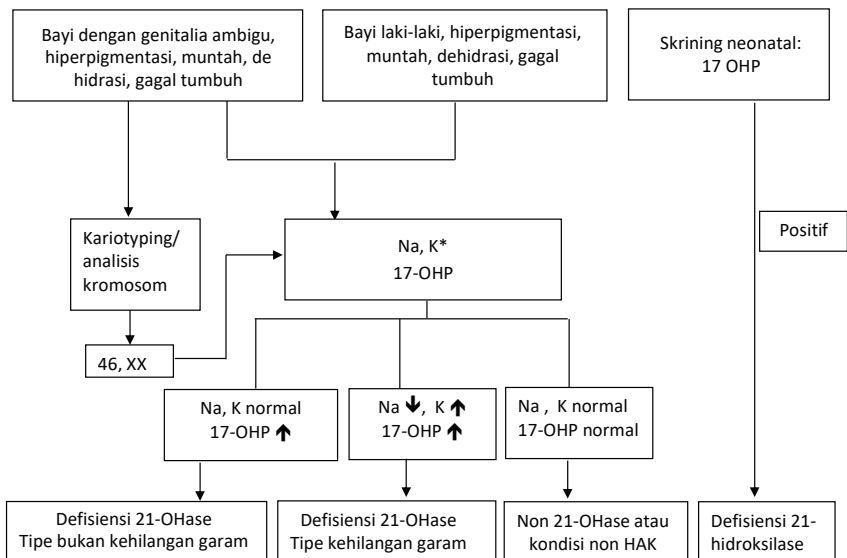 Bayi dengan genitalia ambigu,
hiperpigmentasi, muntah, de
hidrasi, gagal tumbuh
Bayi laki-laki, hiperpigmentasi,
muntah, dehidrasi, gagal
tumbuh
Skrining neonatal:
17 OHP
Kariotyping/
analisis
kromosom
Na, K*
17-OHP
Positif
46, XX
Na, K normal
17-OHP 🡹
Na 🡻, K 🡹
17-OHP 🡹
Na , K normal
17-OHP normal
Defisiensi 21-OHase
Tipe bukan kehilangan garam
Defisiensi 21-OHase
Tipe kehilangan garam
Non 21-OHase atau
kondisi non HAK
Defisiensi 21-
hidroksilase